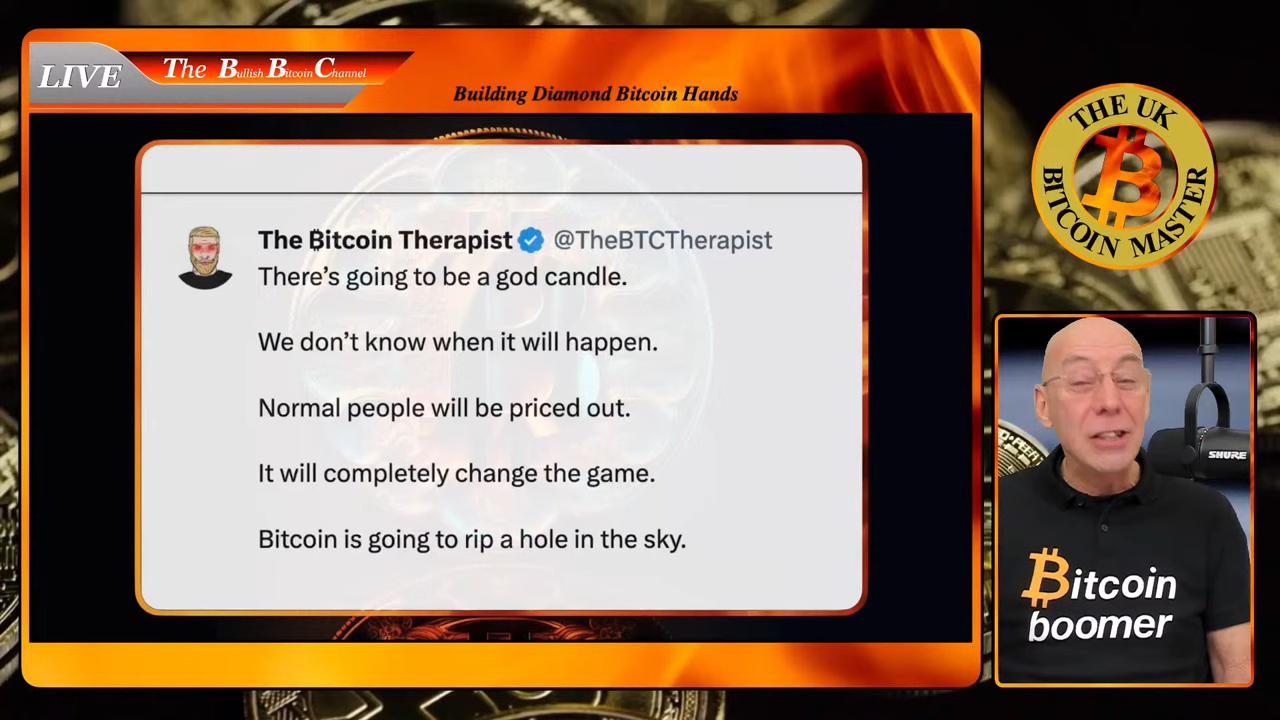 LIVE
The Bullish Bitcoin Channel
Building Diamond Bitcoin Hands
The ₿itcoin Therapist @TheBTCTherapist
There’s going to be a god candle.
We don’t know when it will happen.
Normal people will be priced out.
It will completely change the game.
Bitcoin is going to rip a hole in the sky.
THE UK
BITCOIN MASTER
SHURE
₿itcoin
boomer